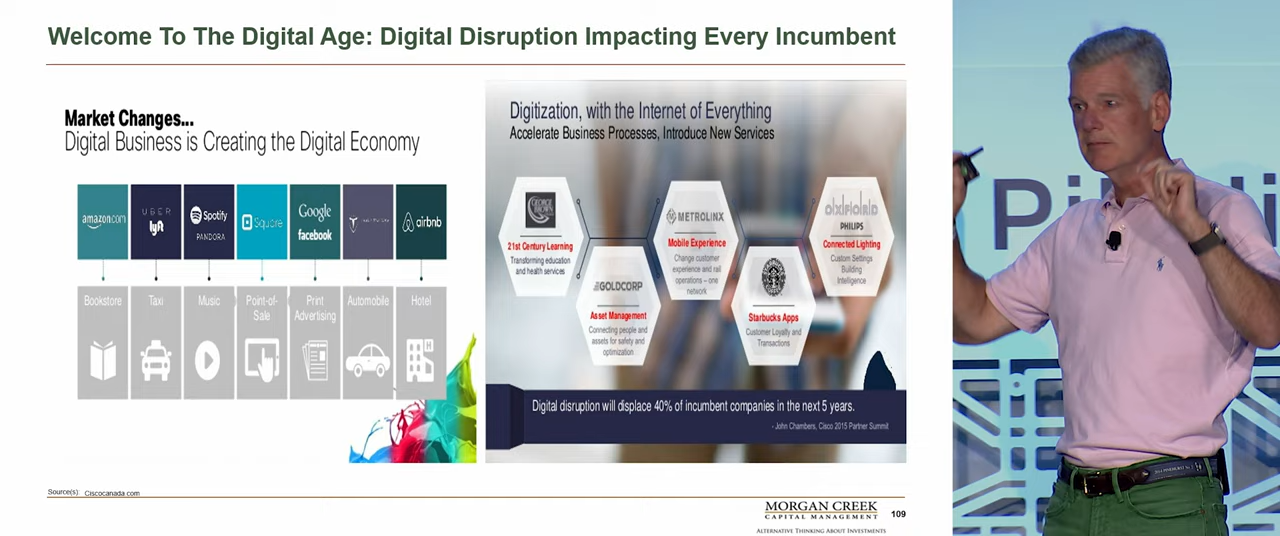 Welcome To The Digital Age: Digital Disruption Impacting Every Incumbent
Market Changes...
Digital Business is Creating the Digital Economy
amazon.com
UBER
lyft
Spotify
PANDORA
Square
Google
facebook
airbnb
Bookstore
Taxi
Music
Point-of-
Sale
Print
Advertising
Automobile
Hotel
Digitization, with the Internet of Everything
Accelerate Business Processes, Introduce New Services
GEORGE
BROWN
21st Century Learning
Transforming education
and health services
GOLDCORP
Asset Management
Connecting people and
assets for safety and
optimization
METROLINX
Mobile Experience
Change customer
experience and rail
operations – one
network
Starbucks Apps
Customer Loyalty and
Transactions
OXFORD
PHILIPS
Connected Lighting
Custom Settings
Building
Intelligence
Digital disruption will displace 40% of incumbent companies in the next 5 years.
- John Chambers, Cisco 2015 Partner Summit
Source(s): Ciscocanada.com
MORGAN CREEK
CAPITAL MANAGEMENT
ALTERNATIVE THINKING ABOUT INVESTMENTS
109